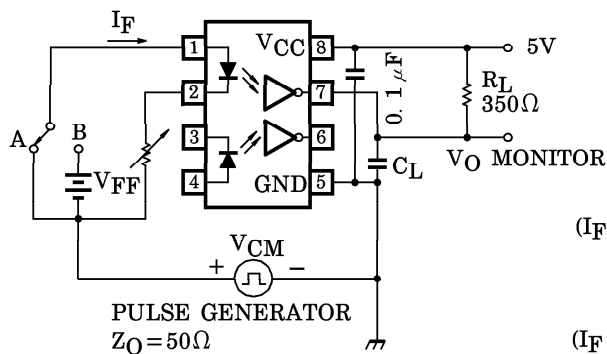 I_F
1 V_CC 8 5V
2 7 0.1 μF R_L
350Ω
A B 3 6
V_FF 4 GND 5 C_L V_O MONITOR
(I_F
V_CM
+ −
PULSE GENERATOR
Z_O = 50Ω
(I_F